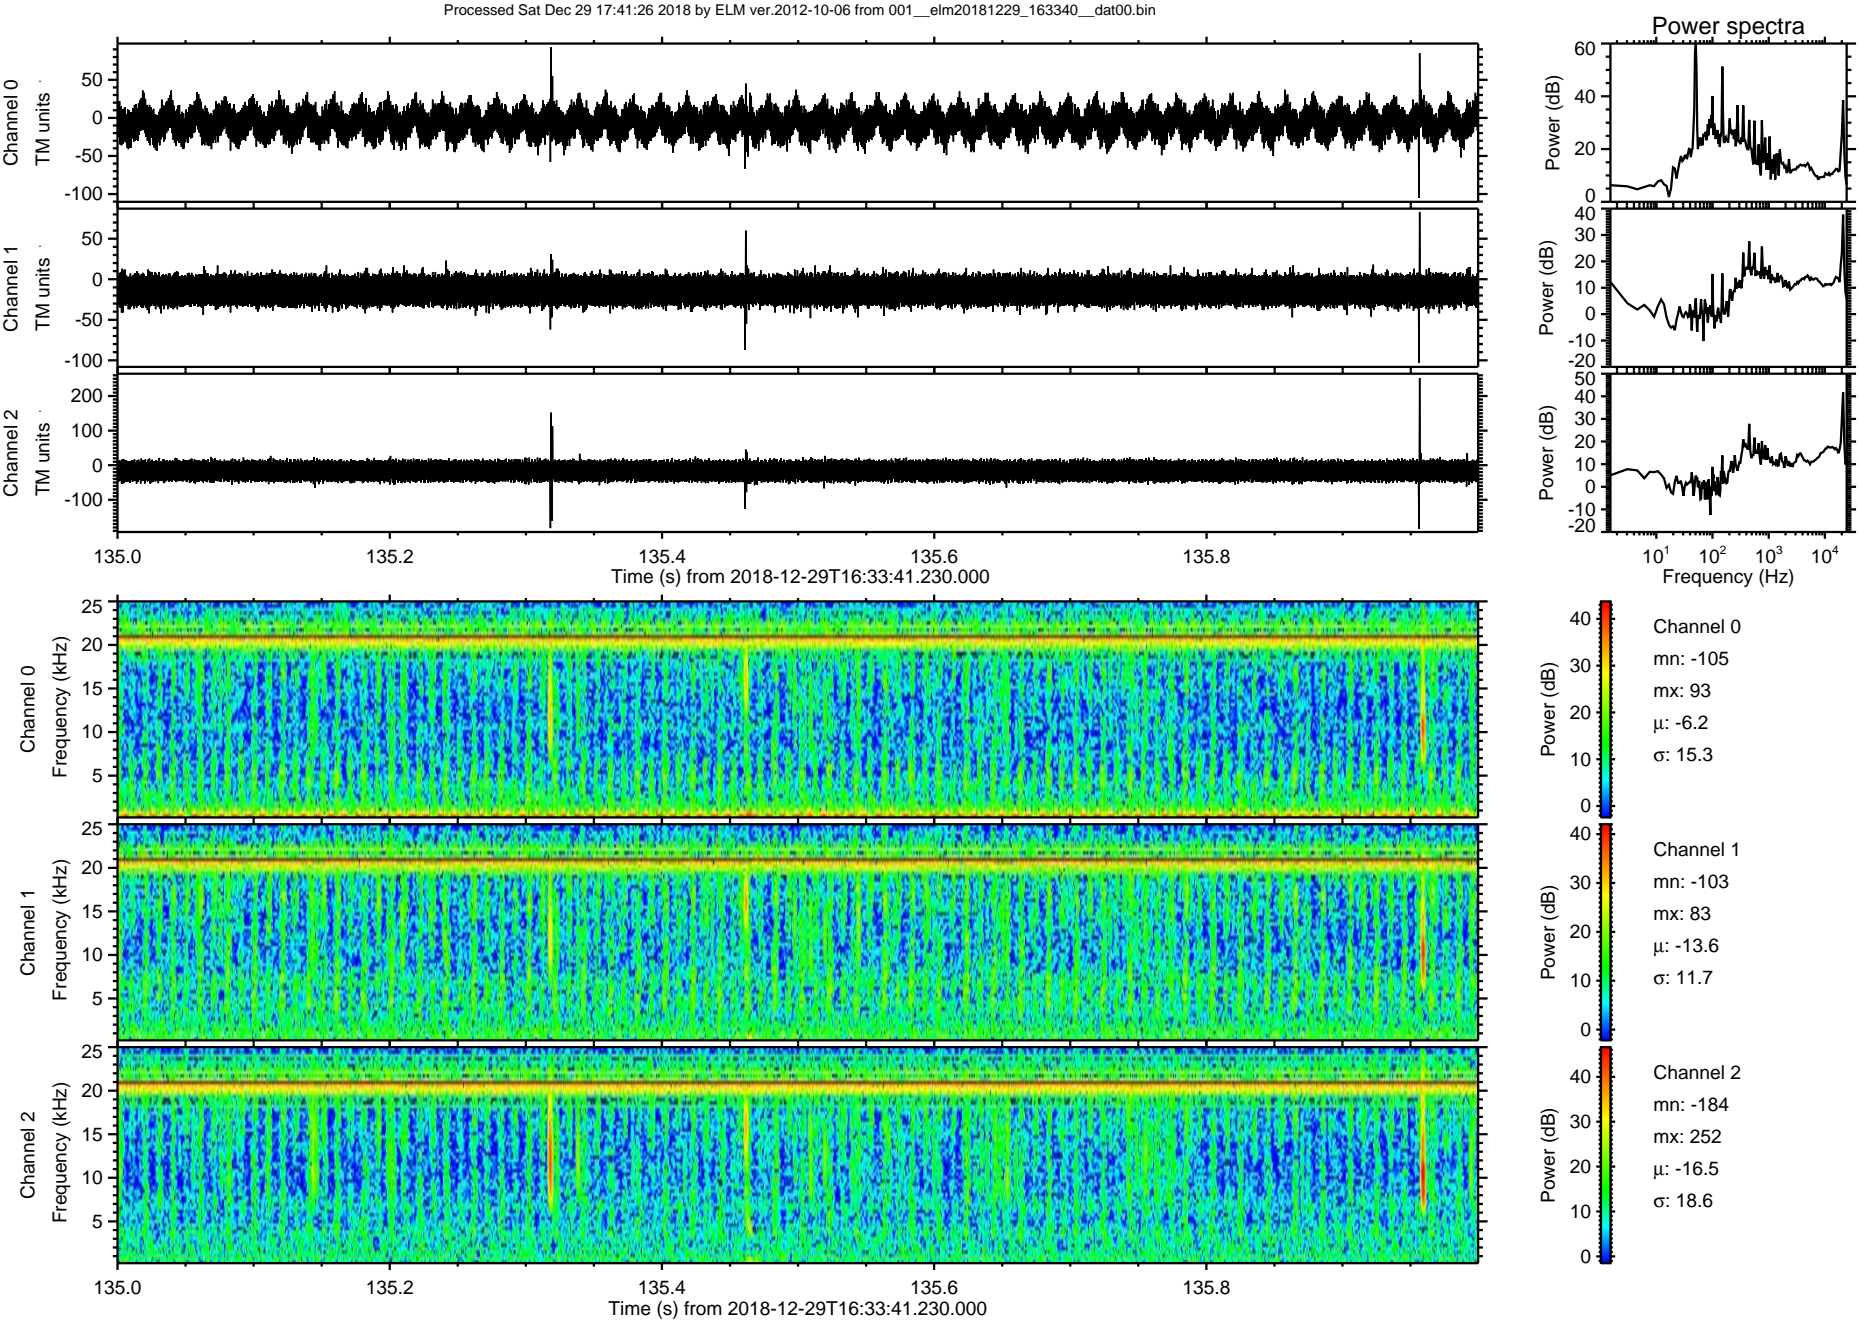 Processed Sat Dec 29 17:41:26 2018 by ELM ver.2012-10-06 from 001__elm20181229_163340__dat00.bin
Power spectra
Channel 0
TM units
50
0
-50
-100
Power (dB)
60
40
20
0
Channel 1
TM units
50
0
-50
-100
Power (dB)
40
30
20
10
0
-10
-20
Channel 2
TM units
200
100
0
-100
Power (dB)
50
40
30
20
10
0
-10
-20
135.0 135.2 135.4 135.6 135.8
Time (s) from 2018-12-29T16:33:41.230.000
10^1 10^2 10^3 10^4
Frequency (Hz)
Channel 0
Frequency (kHz)
25
20
15
10
5
Power (dB)
40
30
20
10
0
Channel 0
mn: -105
mx: 93
μ: -6.2
σ: 15.3
Channel 1
Frequency (kHz)
25
20
15
10
5
Power (dB)
40
30
20
10
0
Channel 1
mn: -103
mx: 83
μ: -13.6
σ: 11.7
Channel 2
Frequency (kHz)
25
20
15
10
5
Power (dB)
40
30
20
10
0
Channel 2
mn: -184
mx: 252
μ: -16.5
σ: 18.6
135.0 135.2 135.4 135.6 135.8
Time (s) from 2018-12-29T16:33:41.230.000